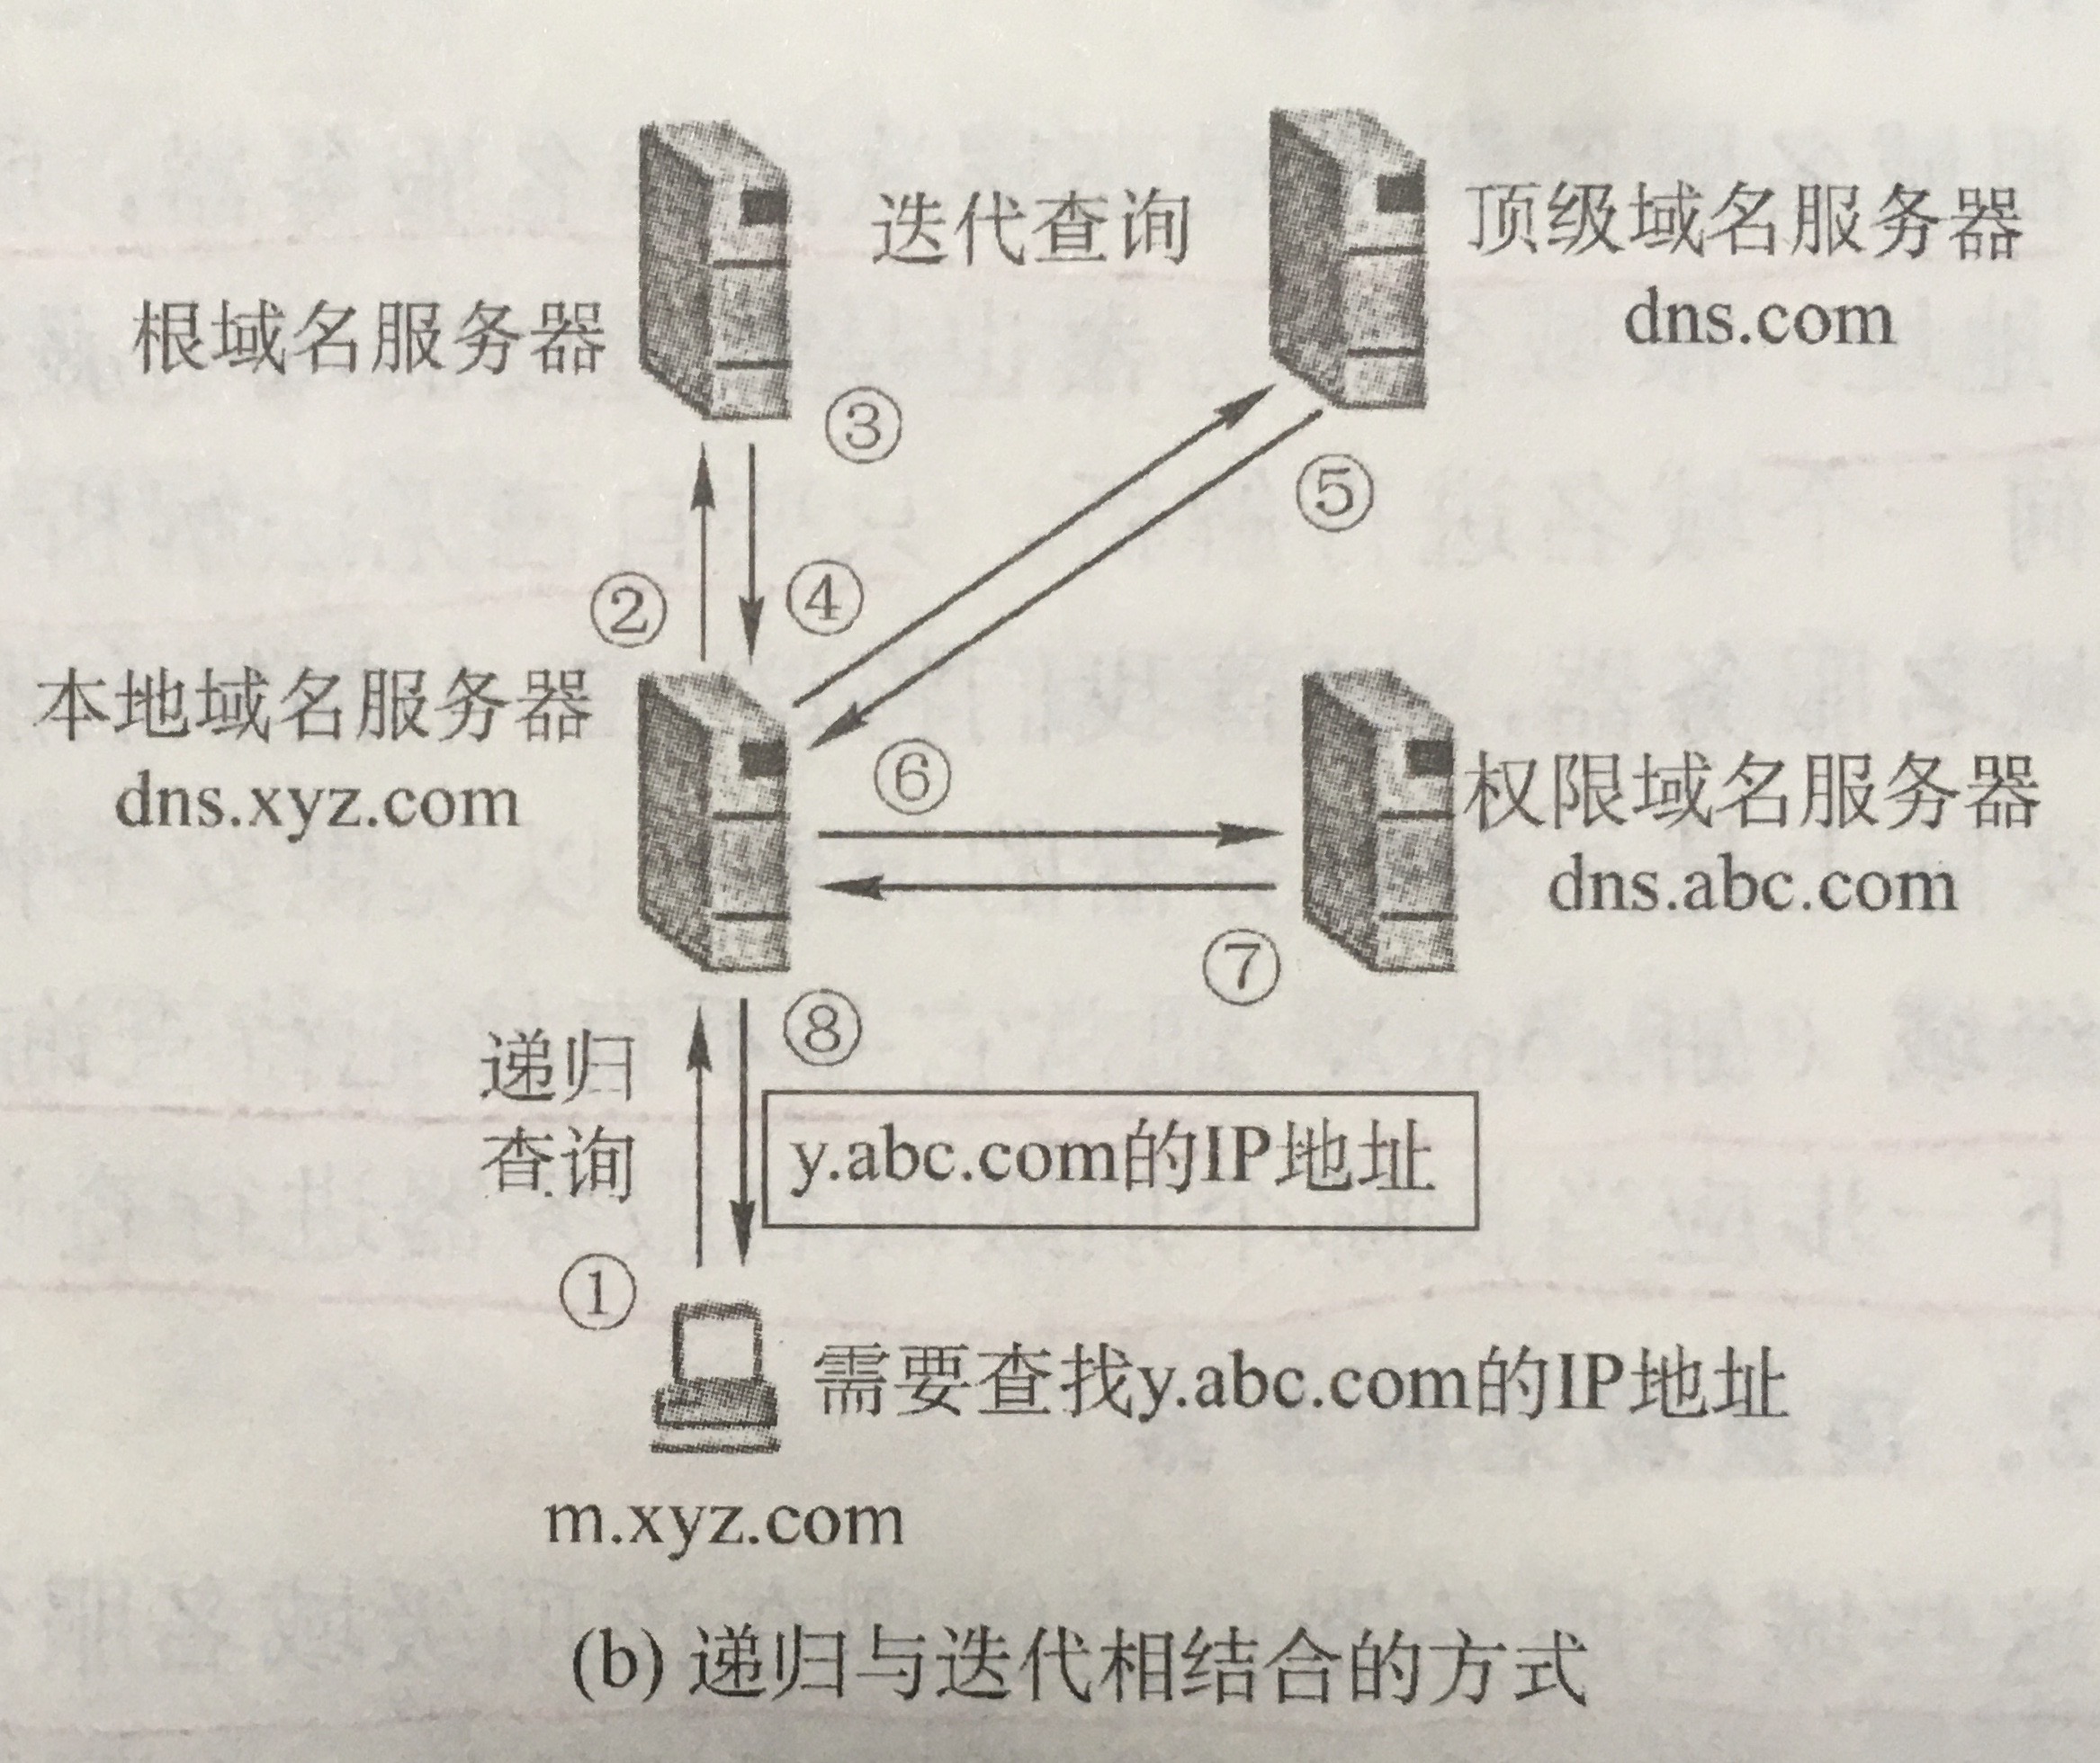 迭代查询
顶级域名服务器
dns.com
根域名服务器
③
⑤
②
④
本地域名服务器
dns.xyz.com
⑥
权限域名服务器
dns.abc.com
⑦
⑧
递归
查询
y.abc.com的IP地址
①
需要查找y.abc.com的IP地址
m.xyz.com
(b) 递归与迭代相结合的方式